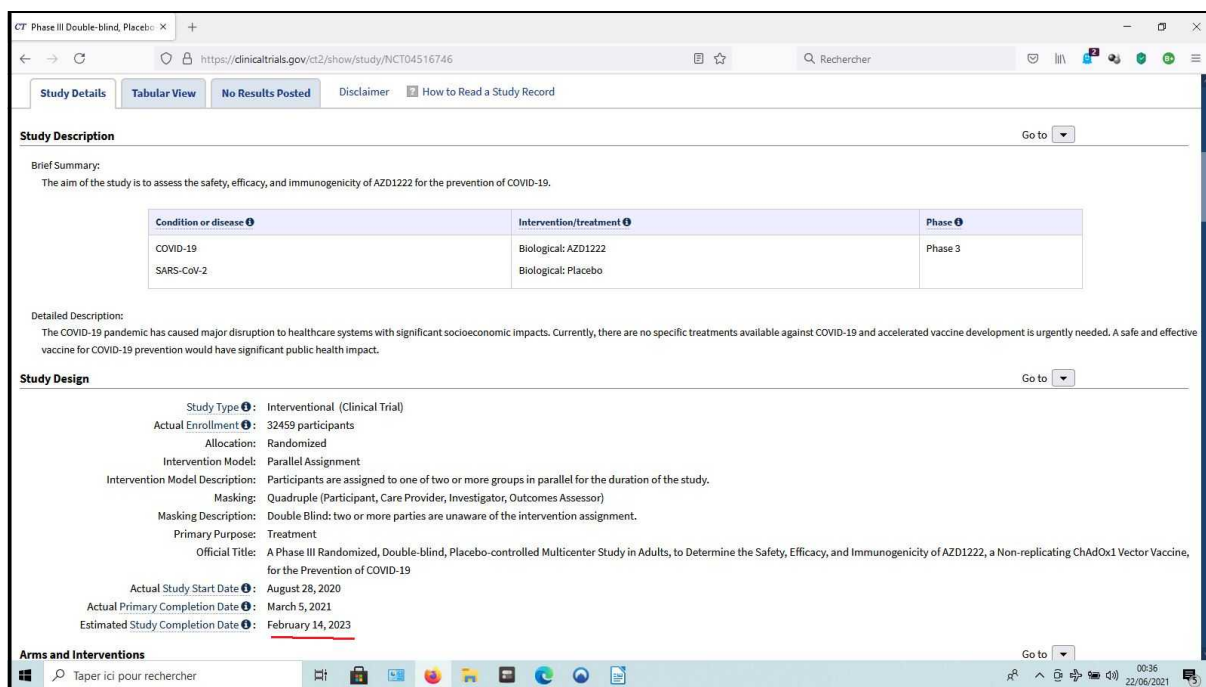 CT Phase III Double-blind, Placebo
https://clinicaltrials.gov/ct2/show/study/NCT04516746
Rechercher
2
Study Details
Tabular View
No Results Posted
Disclaimer
How to Read a Study Record
Study Description
Go to
Brief Summary:
The aim of the study is to assess the safety, efficacy, and immunogenicity of AZD1222 for the prevention of COVID-19.
Condition or disease Intervention/treatment Phase
COVID-19 Biological: AZD1222 Phase 3
SARS-CoV-2 Biological: Placebo
Detailed Description:
The COVID-19 pandemic has caused major disruption to healthcare systems with significant socioeconomic impacts. Currently, there are no specific treatments available against COVID-19 and accelerated vaccine development is urgently needed. A safe and effective
vaccine for COVID-19 prevention would have significant public health impact.
Study Design
Go to
Study Type : Interventional (Clinical Trial)
Actual Enrollment : 32459 participants
Allocation: Randomized
Intervention Model: Parallel Assignment
Intervention Model Description: Participants are assigned to one of two or more groups in parallel for the duration of the study.
Masking: Quadruple (Participant, Care Provider, Investigator, Outcomes Assessor)
Masking Description: Double Blind: two or more parties are unaware of the intervention assignment.
Primary Purpose: Treatment
Official Title: A Phase III Randomized, Double-blind, Placebo-controlled Multicenter Study in Adults, to Determine the Safety, Efficacy, and Immunogenicity of AZD1222, a Non-replicating ChAdOx1 Vector Vaccine,
for the Prevention of COVID-19
Actual Study Start Date : August 28, 2020
Actual Primary Completion Date : March 5, 2021
Estimated Study Completion Date : February 14, 2023
Arms and Interventions
Go to
Taper ici pour rechercher
00:36
22/06/2021